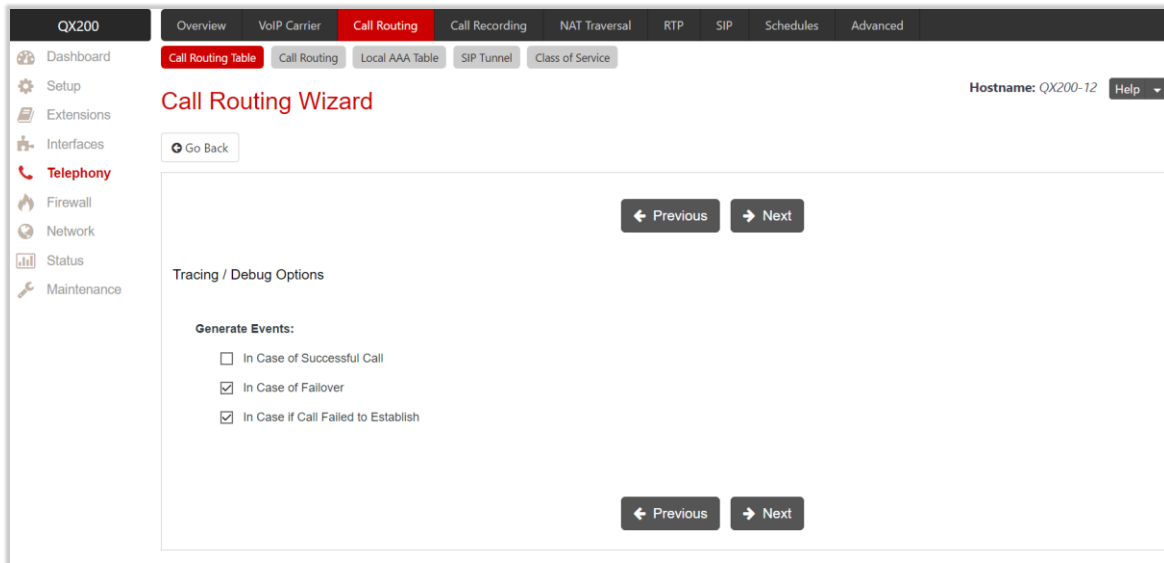 QX200
Overview VoIP Carrier Call Routing Call Recording NAT Traversal RTP SIP Schedules Advanced
Dashboard
Setup
Extensions
Interfaces
Telephony
Firewall
Network
Status
Maintenance
Call Routing Table Call Routing Local AAA Table SIP Tunnel Class of Service
Hostname: QX200-12 Help
Call Routing Wizard
Go Back
Previous Next
Tracing / Debug Options
Generate Events:
In Case of Successful Call
In Case of Failover
In Case if Call Failed to Establish
Previous Next